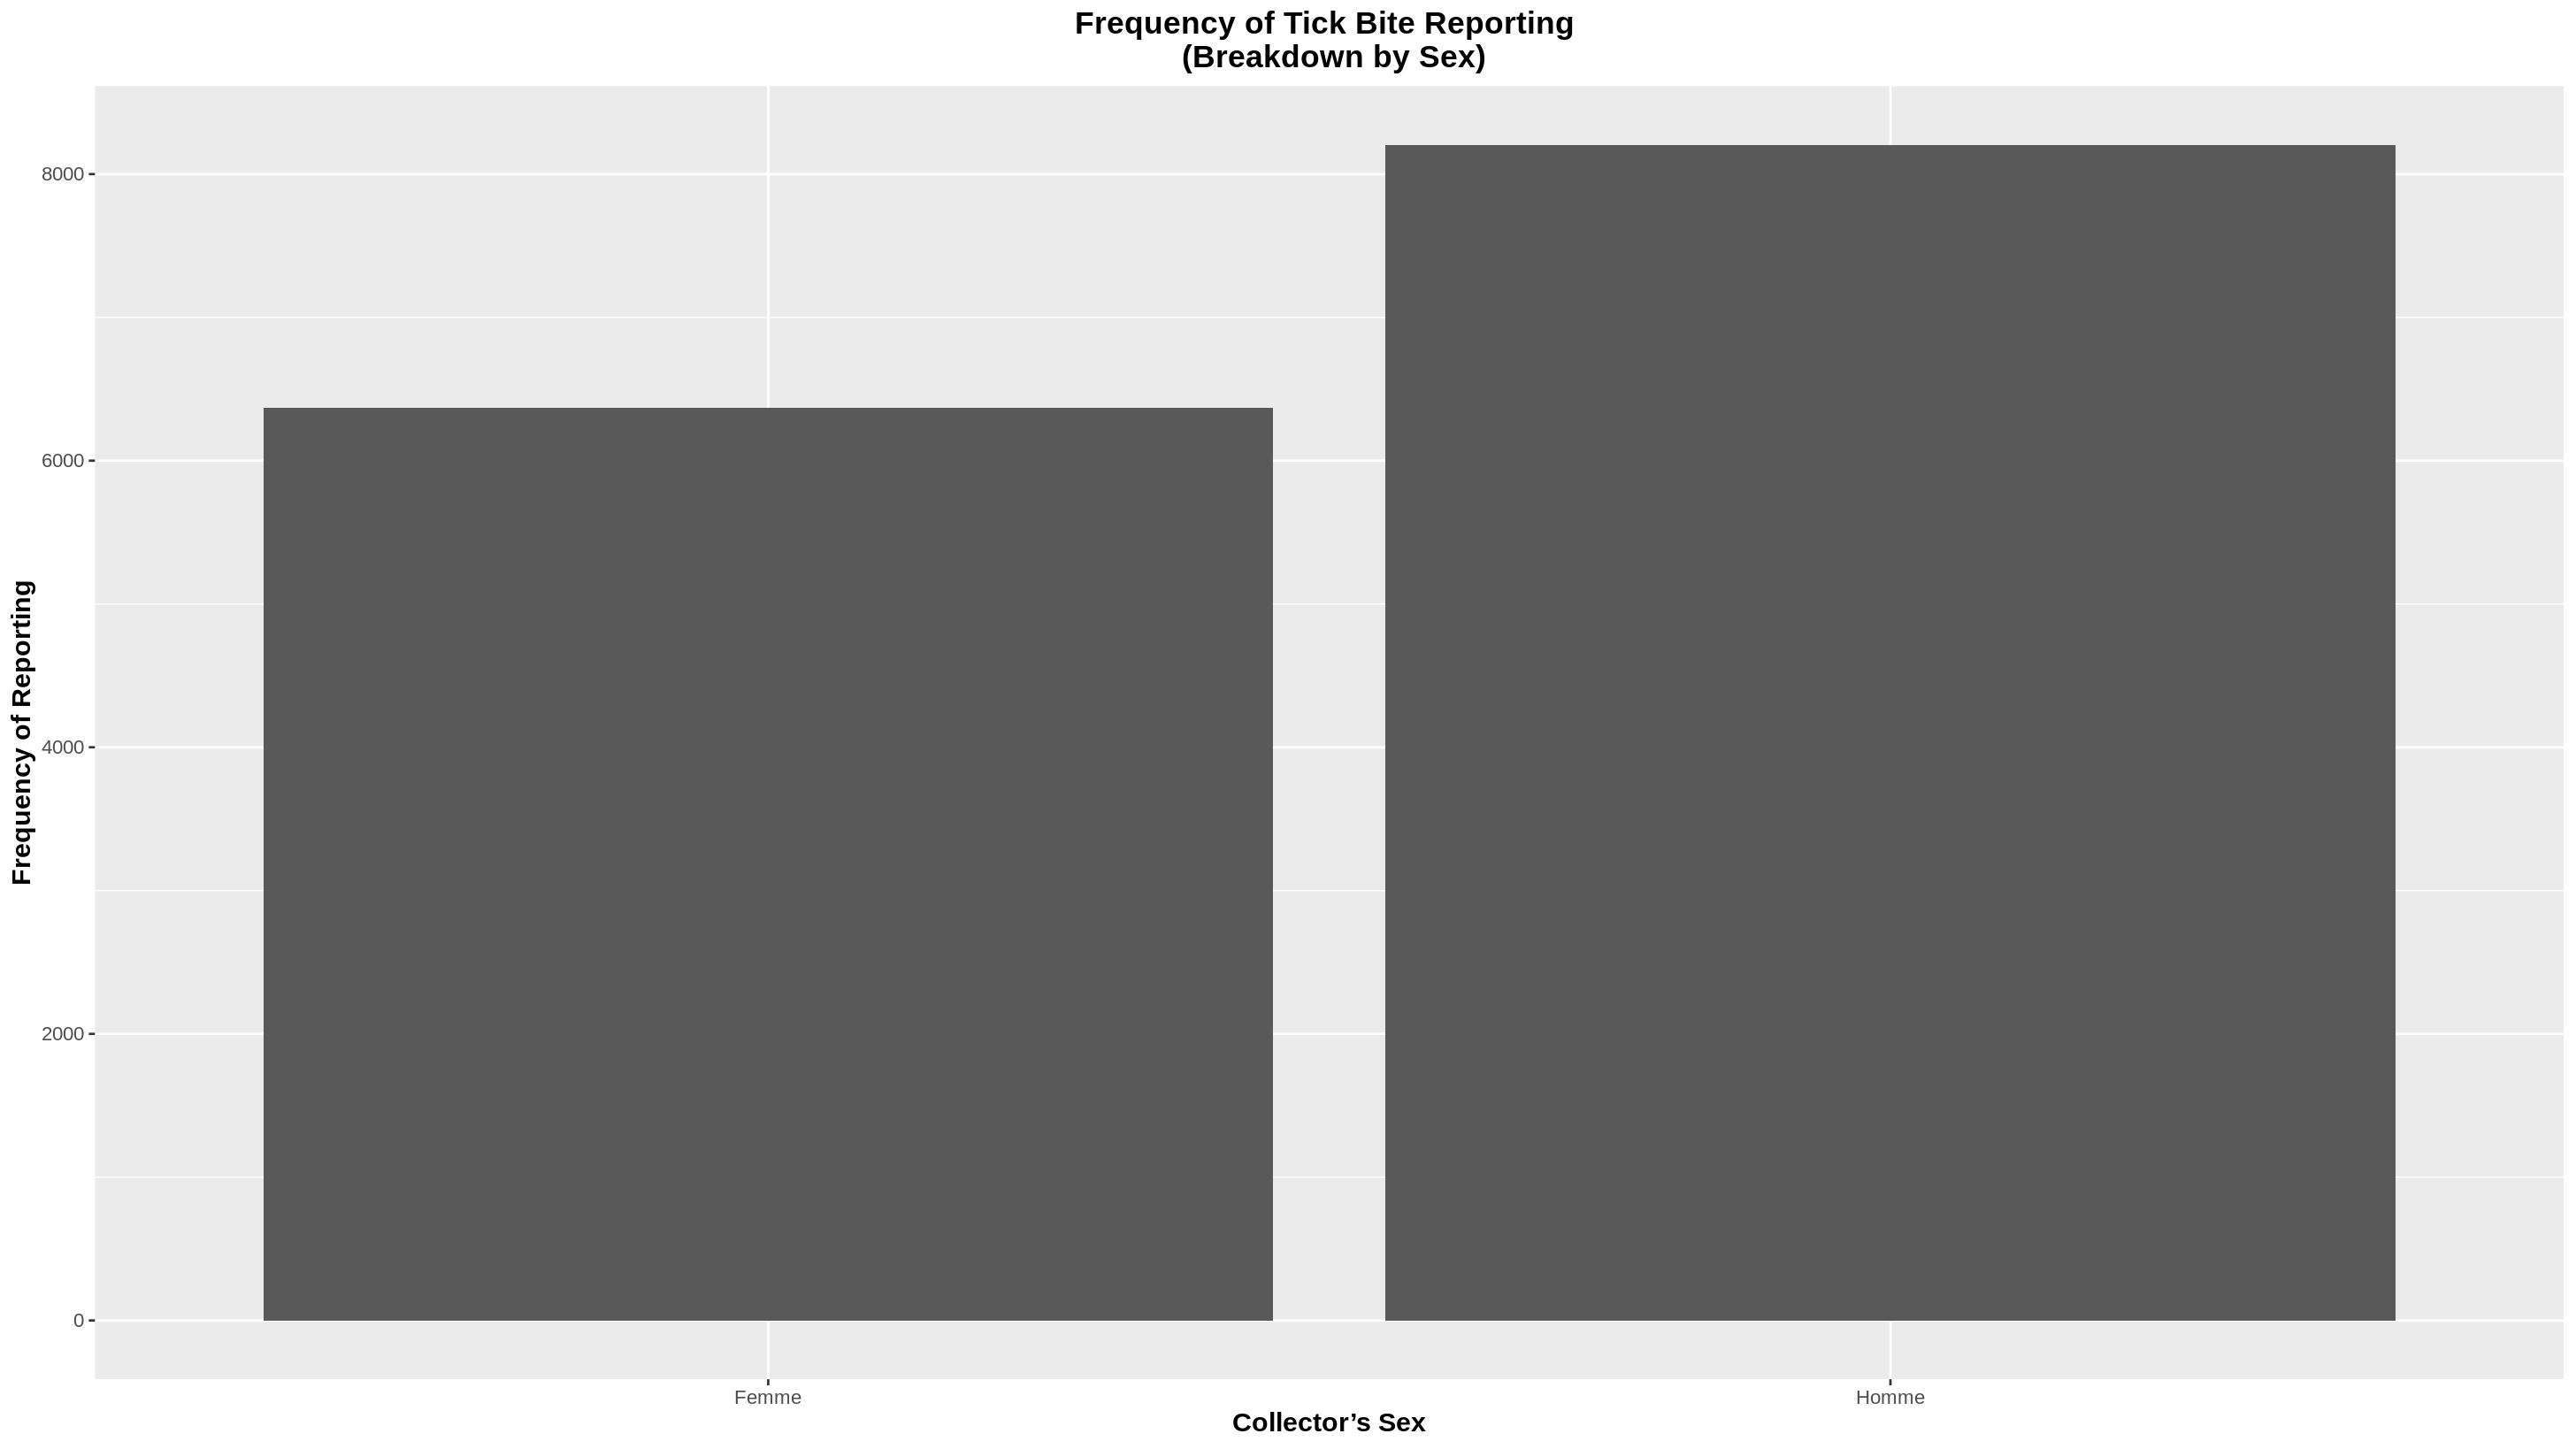 Frequency of Tick Bite Reporting
(Breakdown by Sex)
Frequency of Reporting
8000
6000
4000
2000
0
Femme
Homme
Collector’s Sex